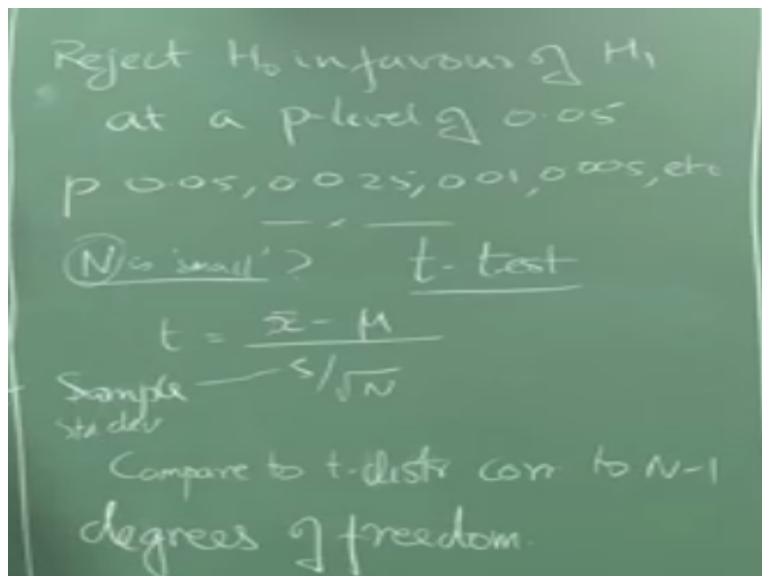 Reject H₀ in favour of H₁
at a p-level of 0.05
p 0.05, 0.025, 0.01, 0.005, etc
N is 'small'? t-test
t = x̄ - μ
s/√N
Sample
std dev
Compare to t-distr corr to N-1
degrees of freedom.